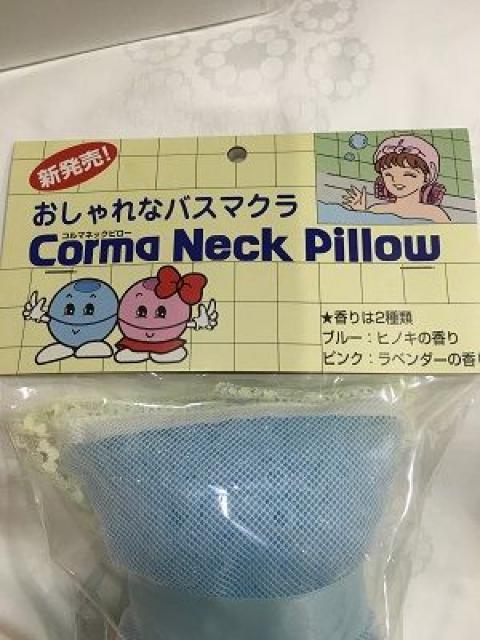 新発売!
おしゃれなバスマクラ
コルマネックピロー
Corma Neck Pillow
★香りは2種類
ブルー：ヒノキの香り
ピンク：ラベンダーの香り